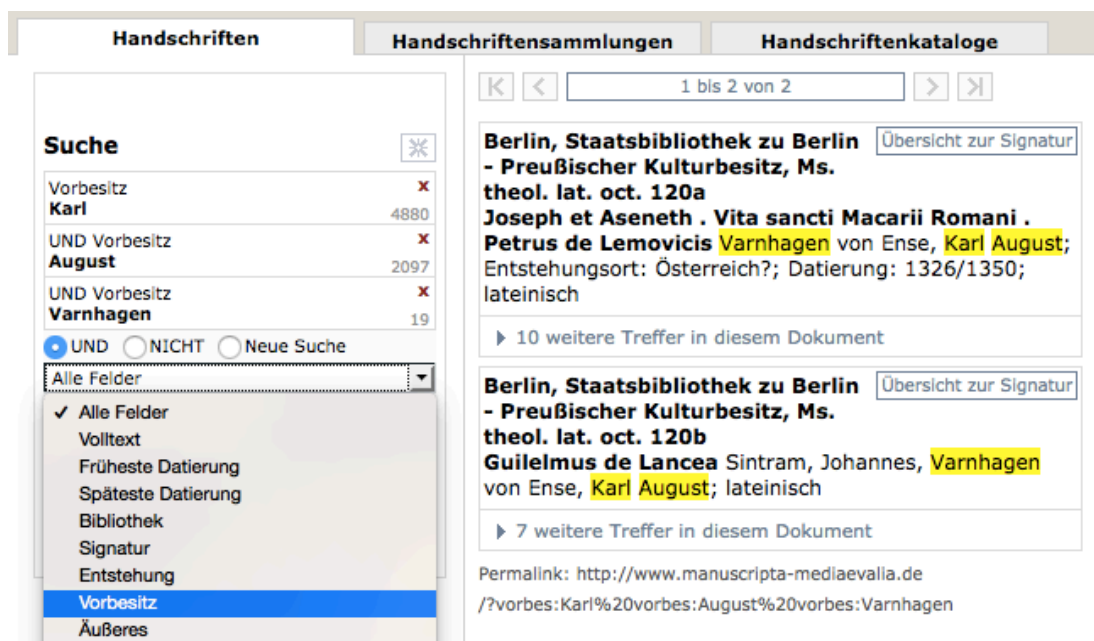 Handschriften
Handschriftensammlungen
Handschriftenkataloge
Suche
Vorbesitz x
Karl 4880
UND Vorbesitz x
August 2097
UND Vorbesitz x
Varnhagen 19
UND NICHT Neue Suche
Alle Felder
✓ Alle Felder
Volltext
Früheste Datierung
Späteste Datierung
Bibliothek
Signatur
Entstehung
Vorbesitz
Äußeres
1 bis 2 von 2
Berlin, Staatsbibliothek zu Berlin Übersicht zur Signatur
- Preußischer Kulturbesitz, Ms.
theol. lat. oct. 120a
Joseph et Aseneth . Vita sancti Macarii Romani .
Petrus de Lemovicis Varnhagen von Ense, Karl August;
Entstehungsort: Österreich?; Datierung: 1326/1350;
lateinisch
10 weitere Treffer in diesem Dokument
Berlin, Staatsbibliothek zu Berlin Übersicht zur Signatur
- Preußischer Kulturbesitz, Ms.
theol. lat. oct. 120b
Guilelmus de Lancea Sintram, Johannes, Varnhagen
von Ense, Karl August; lateinisch
7 weitere Treffer in diesem Dokument
Permalink: http://www.manuscripta-mediaevalia.de
/?vorbes:Karl%20vorbes:August%20vorbes:Varnhagen